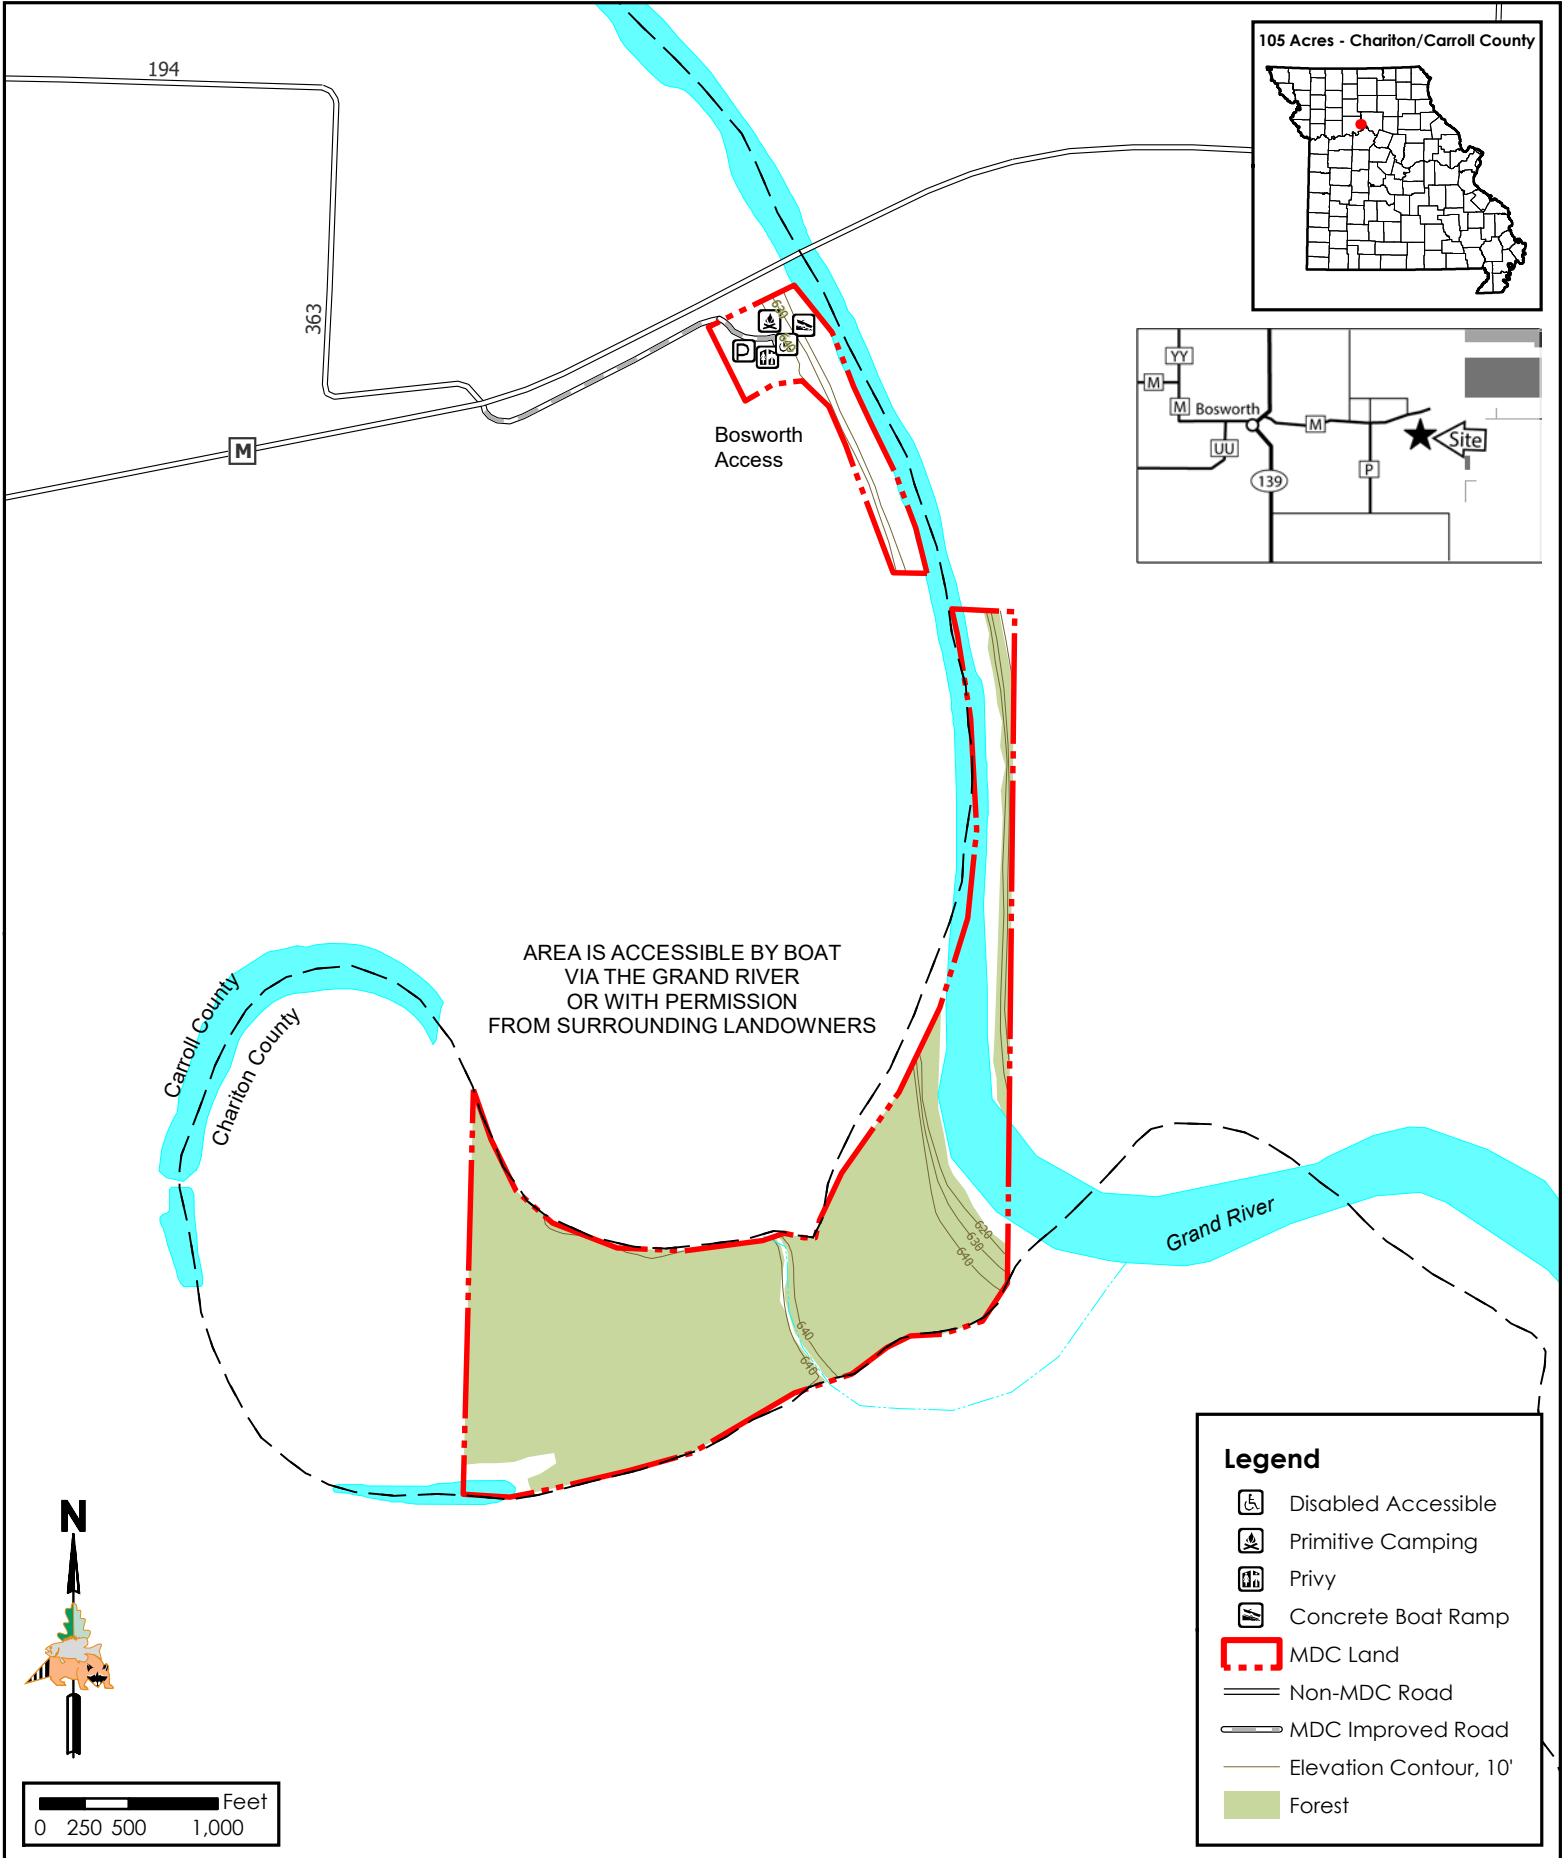 105 Acres - Chariton/Carroll County
194
363
M
630
640
P
Bosworth
Access
YY
M
M
Bosworth
M
UU
Site
P
139
AREA IS ACCESSIBLE BY BOAT
VIA THE GRAND RIVER
OR WITH PERMISSION
FROM SURROUNDING LANDOWNERS
Carroll County
Chariton County
Grand River
620
630
640
640
640
Legend
Disabled Accessible
Primitive Camping
Privy
Concrete Boat Ramp
MDC Land
Non-MDC Road
MDC Improved Road
Elevation Contour, 10'
Forest
N
Feet
0 250 500 1,000